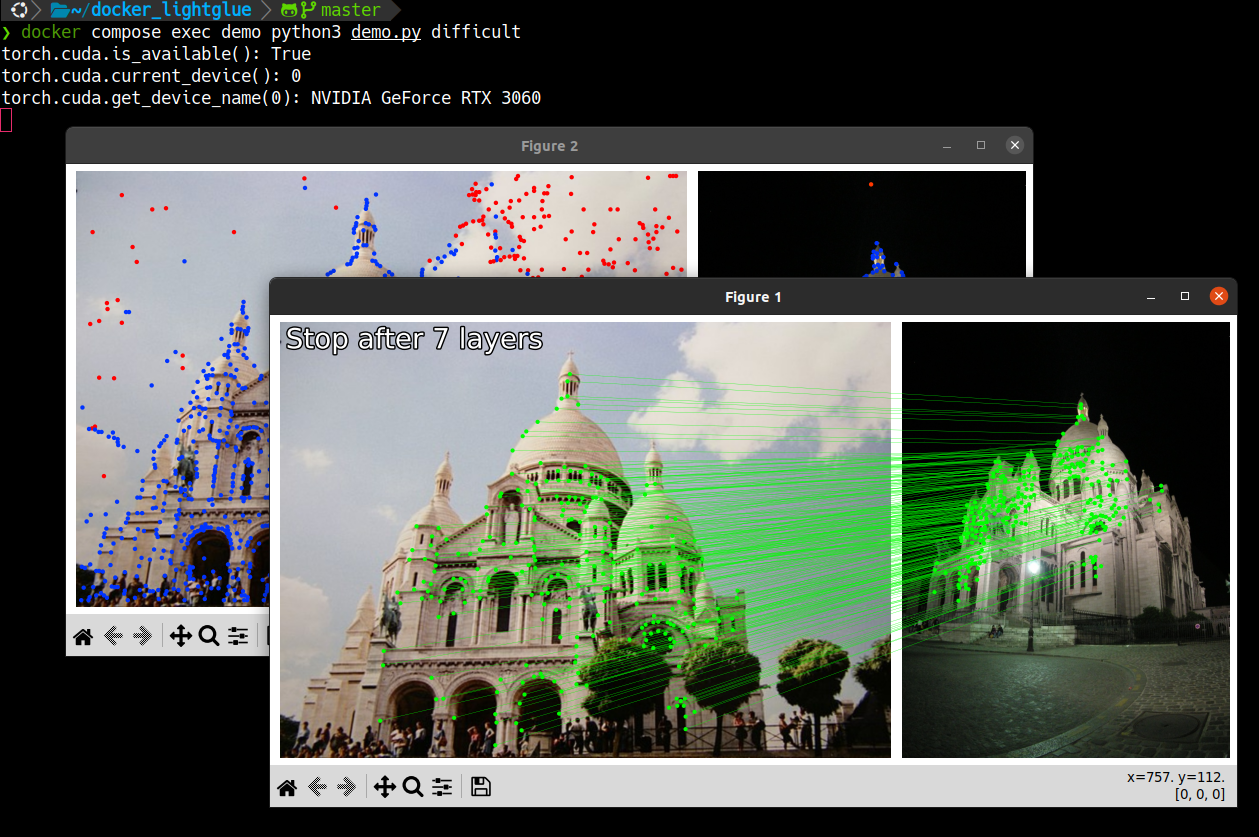 ~/docker_lightglue master
❯ docker compose exec demo python3 demo.py difficult
torch.cuda.is_available(): True
torch.cuda.current_device(): 0
torch.cuda.get_device_name(0): NVIDIA GeForce RTX 3060
Figure 2
Figure 1
Stop after 7 layers
x=757. y=112.
[0, 0, 0]